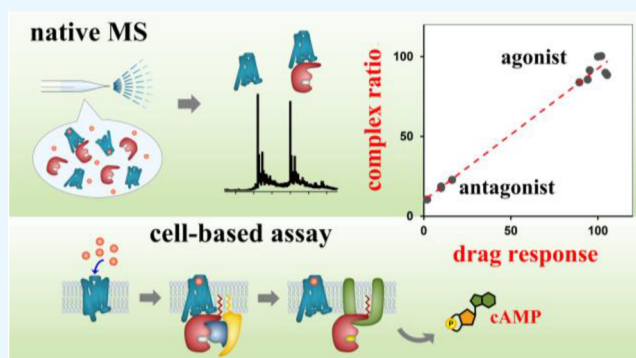 native MS
complex ratio
100
50
0
agonist
antagonist
0
50
100
drag response
cell-based assay
P
cAMP